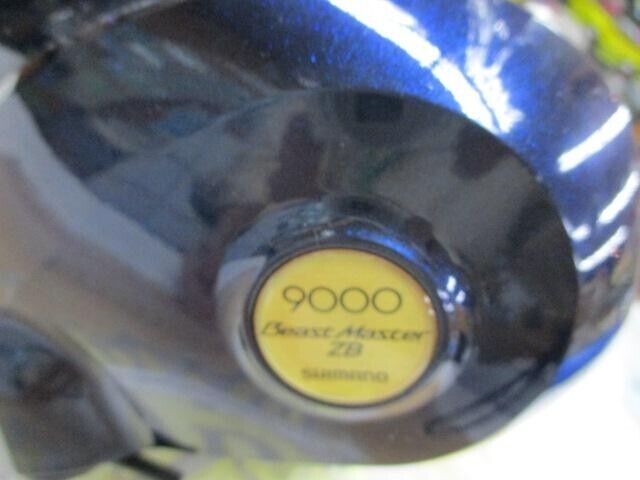 9000
Beast Master
ZB
SHIMANO